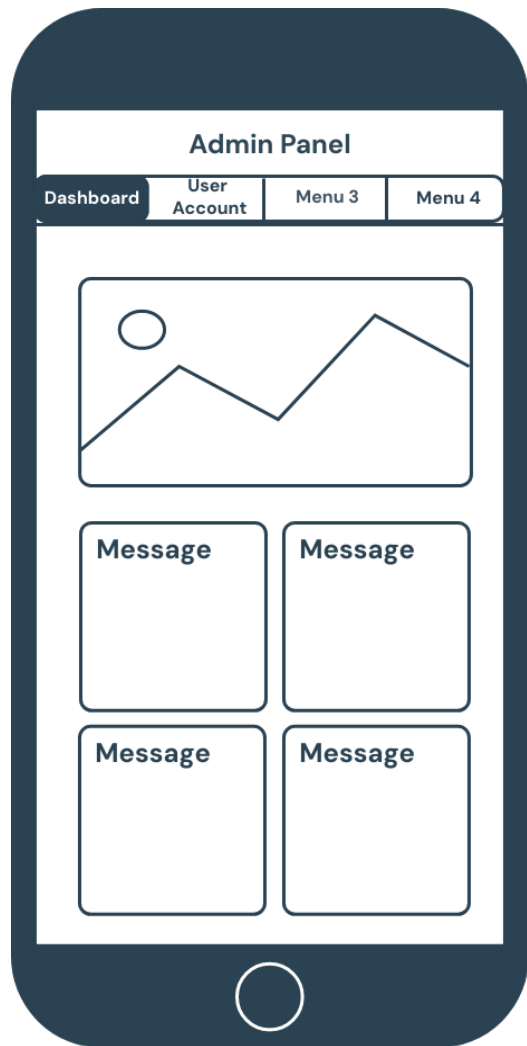 Admin Panel
Dashboard
User
Account
Menu 3
Menu 4
Message
Message
Message
Message